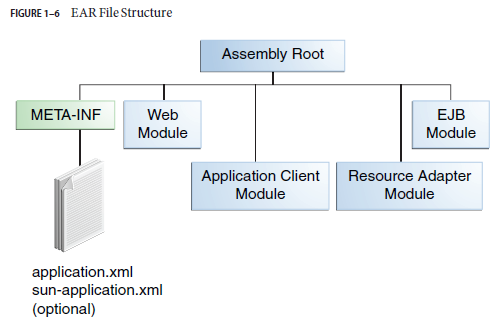 FIGURE 1–6 EAR File Structure
Assembly Root
META-INF
Web
Module
EJB
Module
Application Client
Module
Resource Adapter
Module
application.xml
sun-application.xml
(optional)